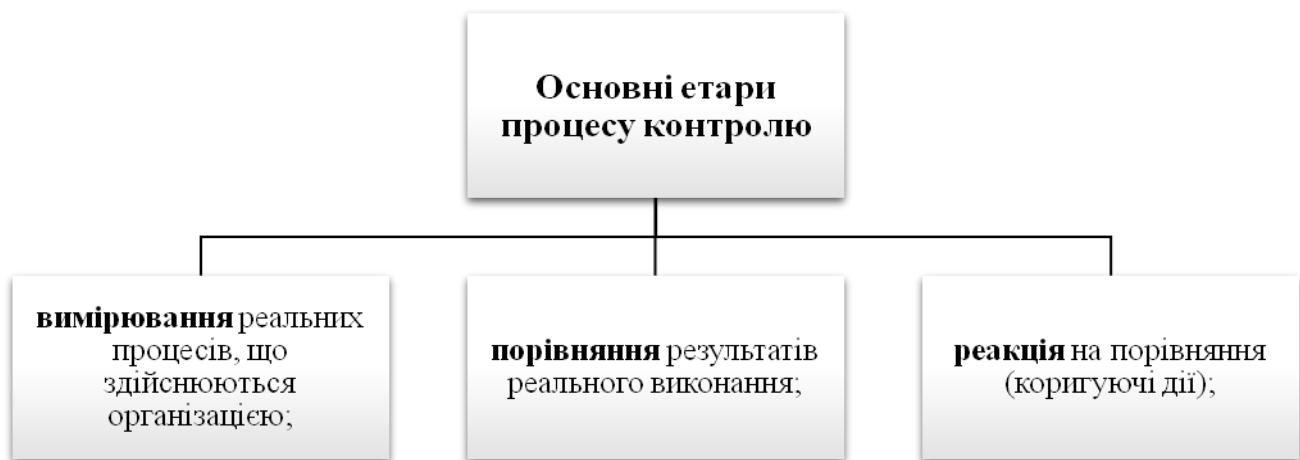 Основні етари
процесу контролю
вимірювання реальних
процесів, що
здійснюються
організацією;
порівняння результатів
реального виконання;
реакція на порівняння
(коригуючі дії);